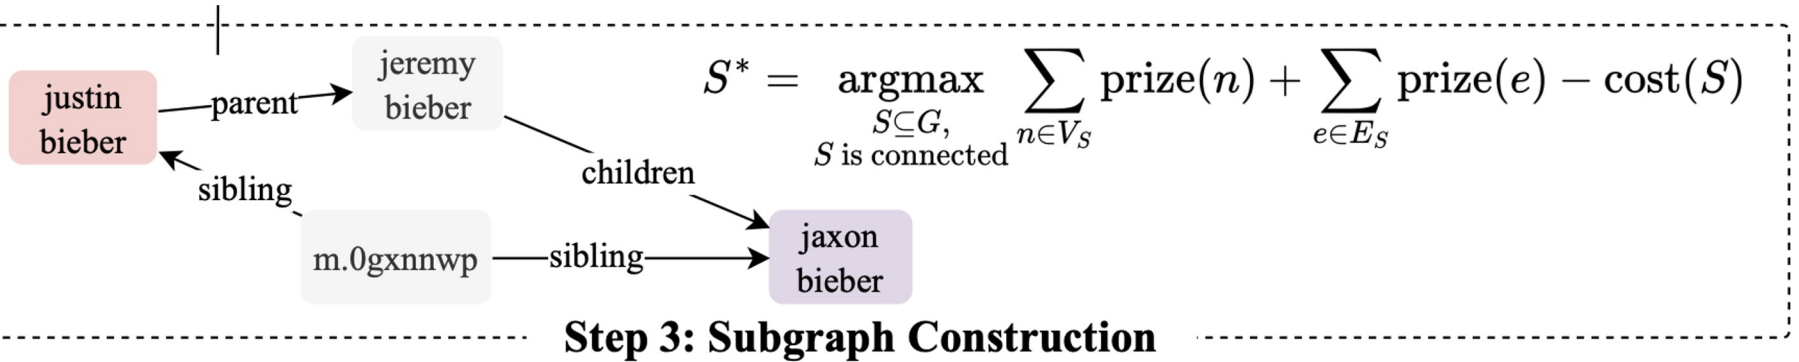 justin
bieber
parent
jeremy
bieber
sibling
children
m.0gxnnwp
sibling
jaxon
bieber
S* = argmax ∑ prize(n) + ∑ prize(e) − cost(S)
S⊆G,
S is connected
n∈V_S
e∈E_S
Step 3: Subgraph Construction